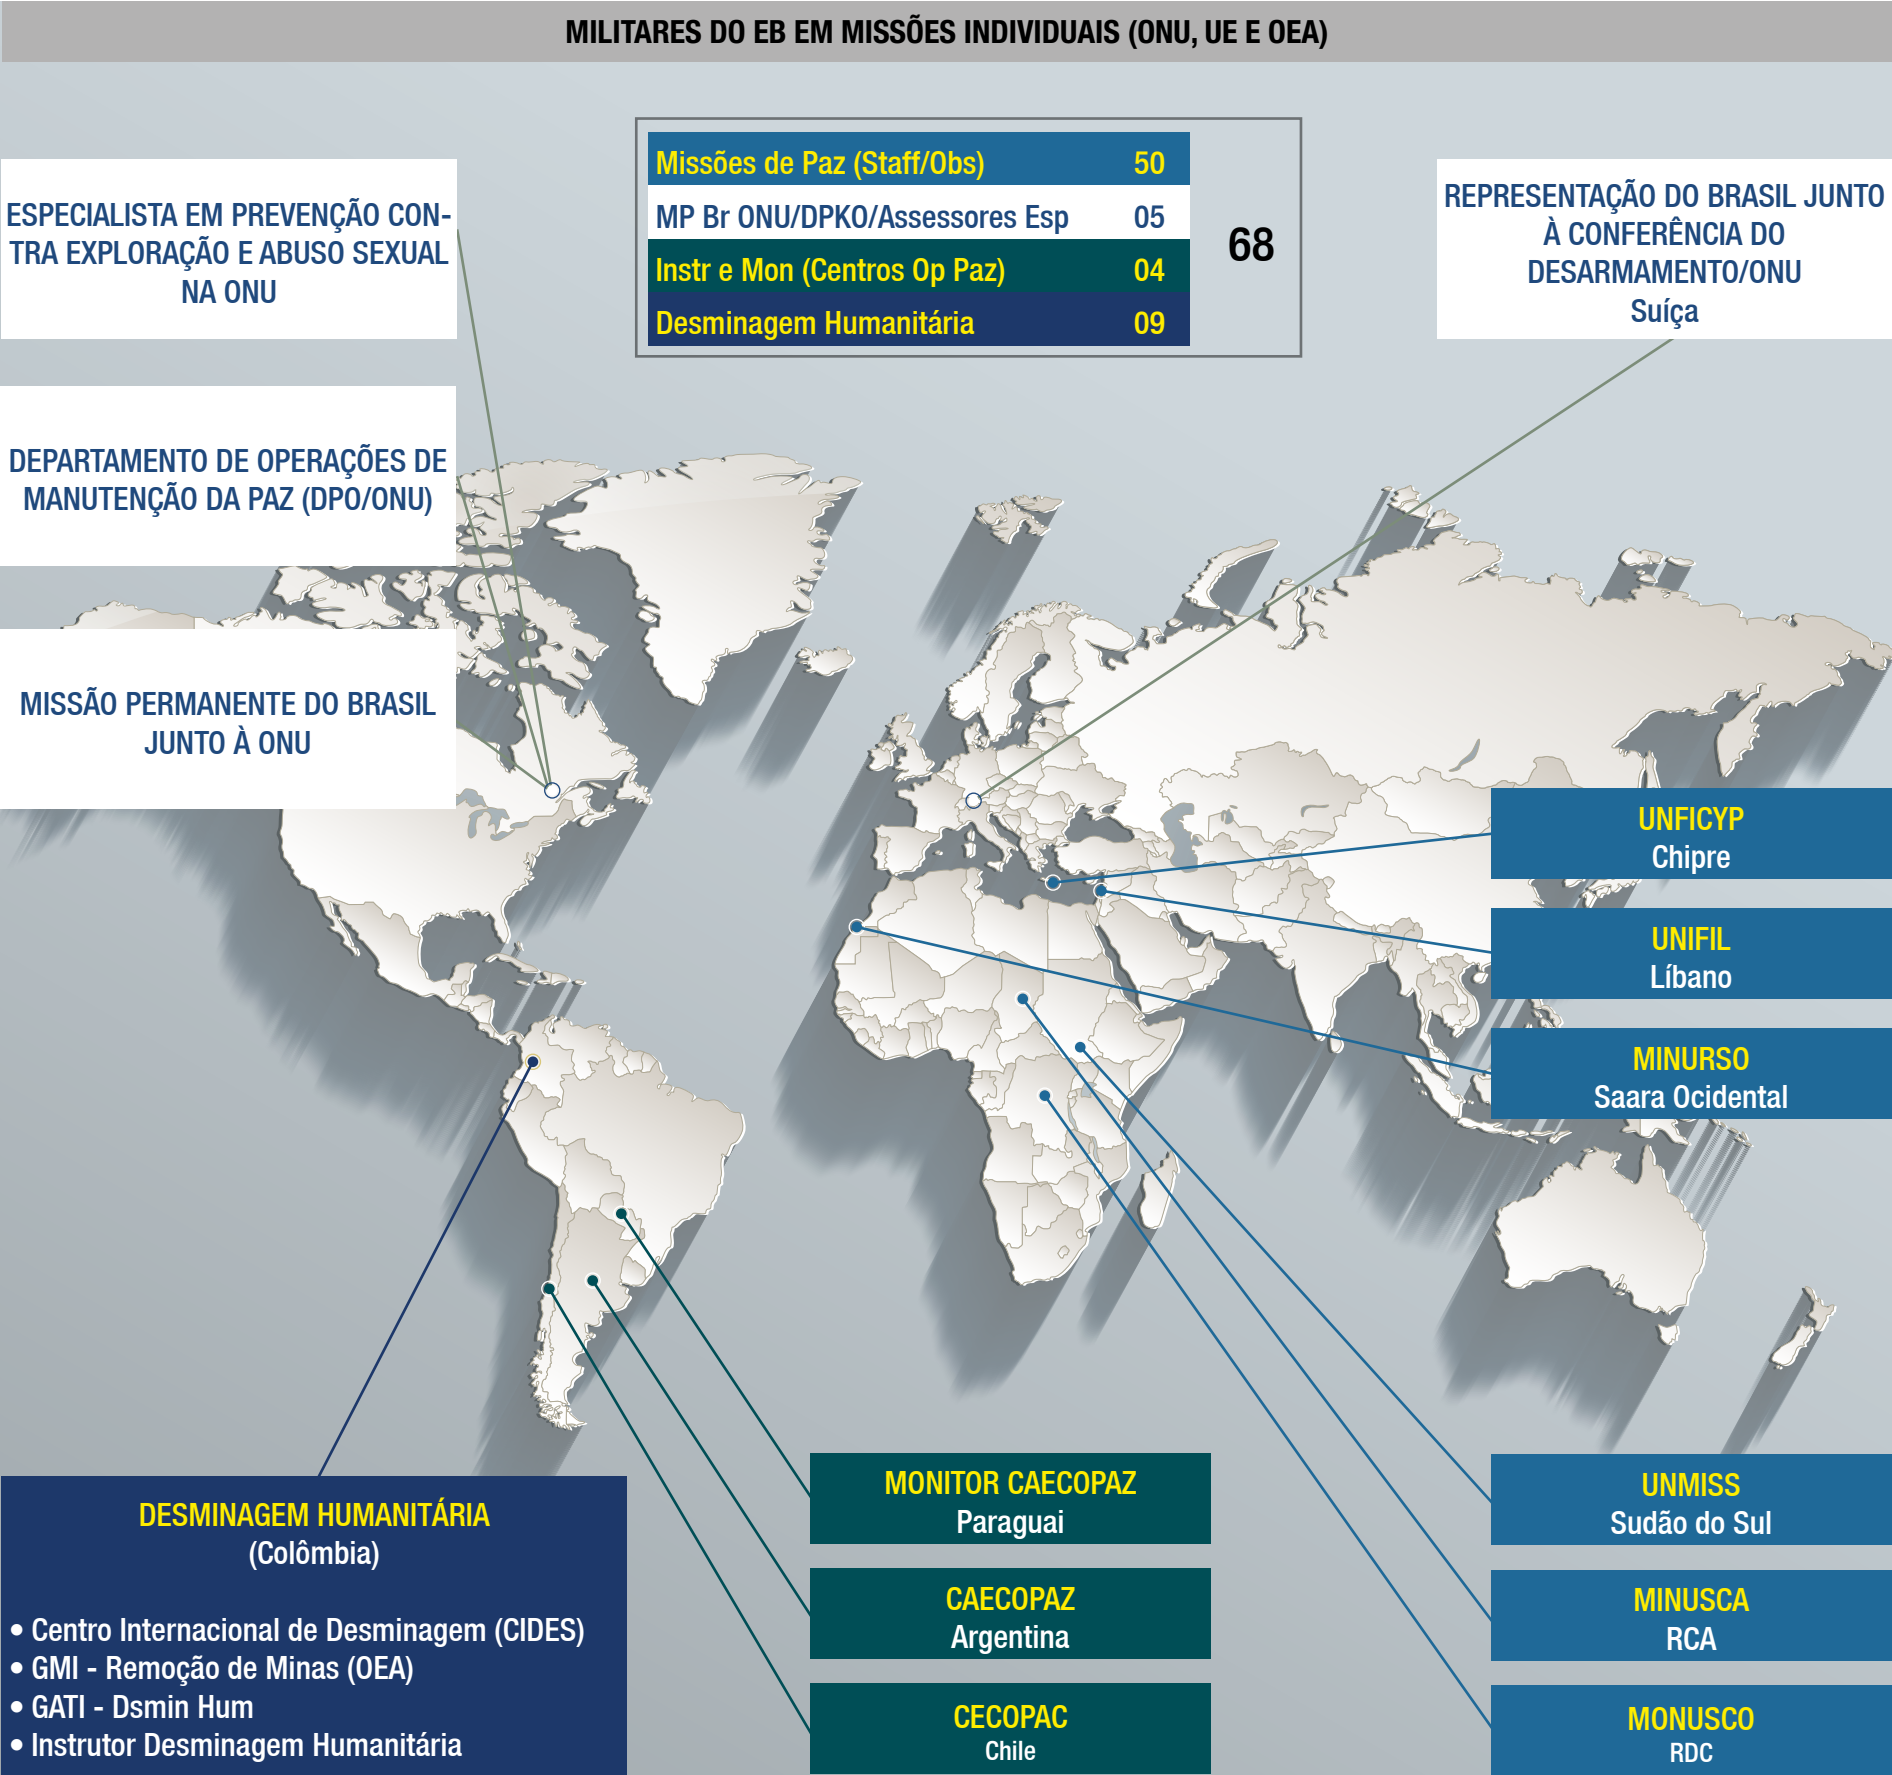 MILITARES DO EB EM MISSÕES INDIVIDUAIS (ONU, UE E OEA)
Missões de Paz (Staff/Obs) 50
MP Br ONU/DPKO/Assessores Esp 05
Instr e Mon (Centros Op Paz) 04
Desminagem Humanitária 09
68
ESPECIALISTA EM PREVENÇÃO CON-
TRA EXPLORAÇÃO E ABUSO SEXUAL
NA ONU
REPRESENTAÇÃO DO BRASIL JUNTO
À CONFERÊNCIA DO
DESARMAMENTO/ONU
Suíça
DEPARTAMENTO DE OPERAÇÕES DE
MANUTENÇÃO DA PAZ (DPO/ONU)
MISSÃO PERMANENTE DO BRASIL
JUNTO À ONU
UNFICYP
Chipre
UNIFIL
Líbano
MINURSO
Saara Ocidental
DESMINAGEM HUMANITÁRIA
(Colômbia)
• Centro Internacional de Desminagem (CIDES)
• GMI - Remoção de Minas (OEA)
• GATI - Dsmin Hum
• Instrutor Desminagem Humanitária
MONITOR CAECOPAZ
Paraguai
CAECOPAZ
Argentina
CECOPAC
Chile
UNMISS
Sudão do Sul
MINUSCA
RCA
MONUSCO
RDC